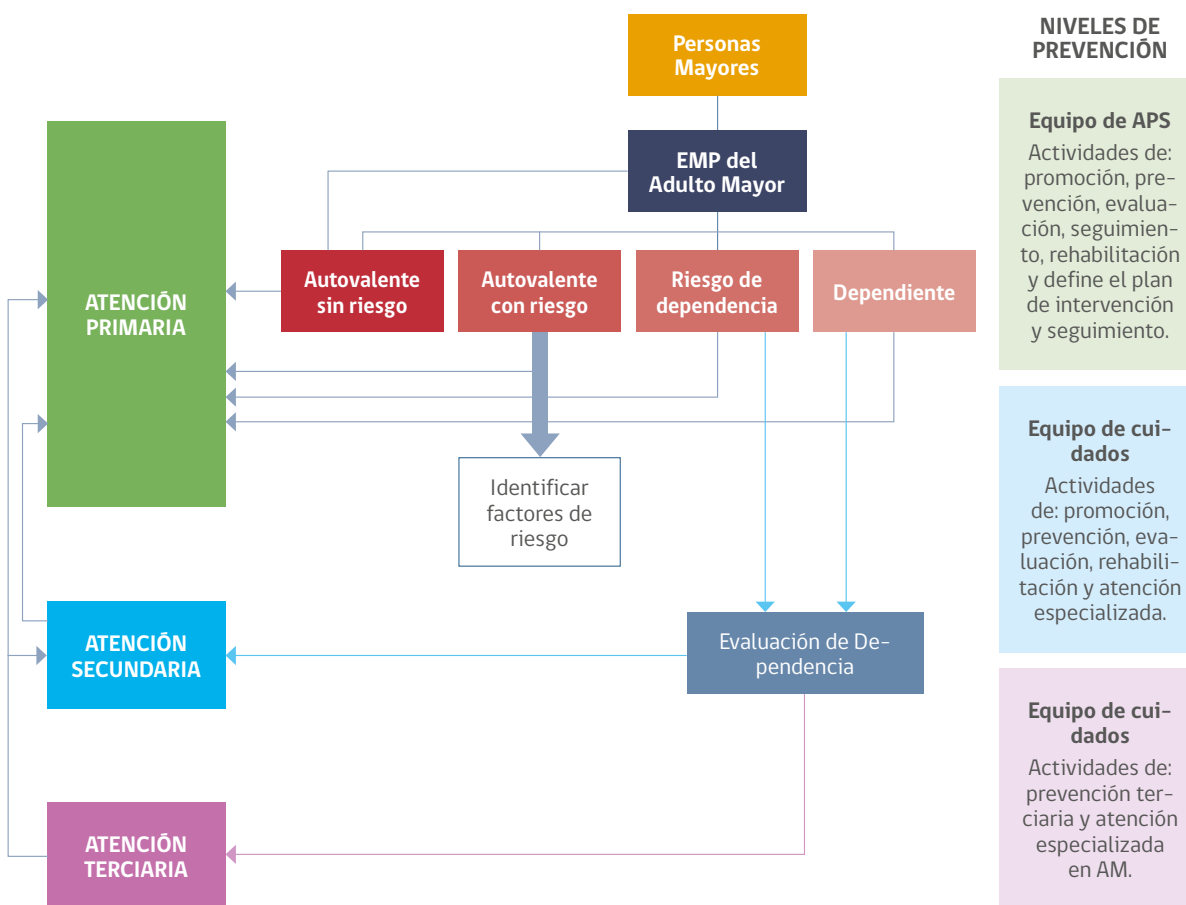 Personas
Mayores
EMP del
Adulto Mayor
Autovalente
sin riesgo
Autovalente
con riesgo
Riesgo de
dependencia
Dependiente
ATENCIÓN
PRIMARIA
Identificar
factores de
riesgo
ATENCIÓN
SECUNDARIA
Evaluación de De-
pendencia
ATENCIÓN
TERCIARIA
NIVELES DE
PREVENCIÓN
Equipo de APS
Actividades de:
promoción, pre-
vención, evalua-
ción, seguimien-
to, rehabilitación
y define el plan
de intervención
y seguimiento.
Equipo de cui-
dados
Actividades
de: promoción,
prevención, eva-
luación, rehabili-
tación y atención
especializada.
Equipo de cui-
dados
Actividades de:
prevención ter-
ciaria y atención
especializada
en AM.